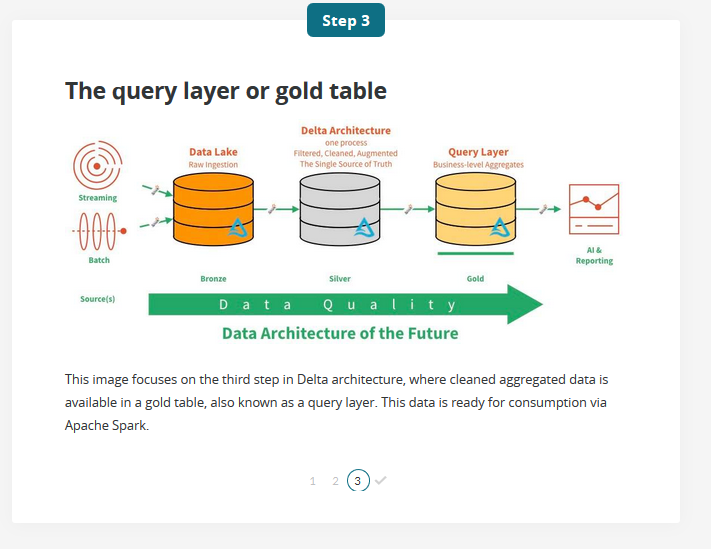 Step 3
The query layer or gold table
Delta Architecture
one process
Filtered, Cleaned, Augmented
The Single Source of Truth
Data Lake
Raw Ingestion
Query Layer
Business-level Aggregates
Streaming
Batch
AI &
Reporting
Bronze
Silver
Gold
Source(s)
Data Quality
Data Architecture of the Future
This image focuses on the third step in Delta architecture, where cleaned aggregated data is
available in a gold table, also known as a query layer. This data is ready for consumption via
Apache Spark.
1 2 3